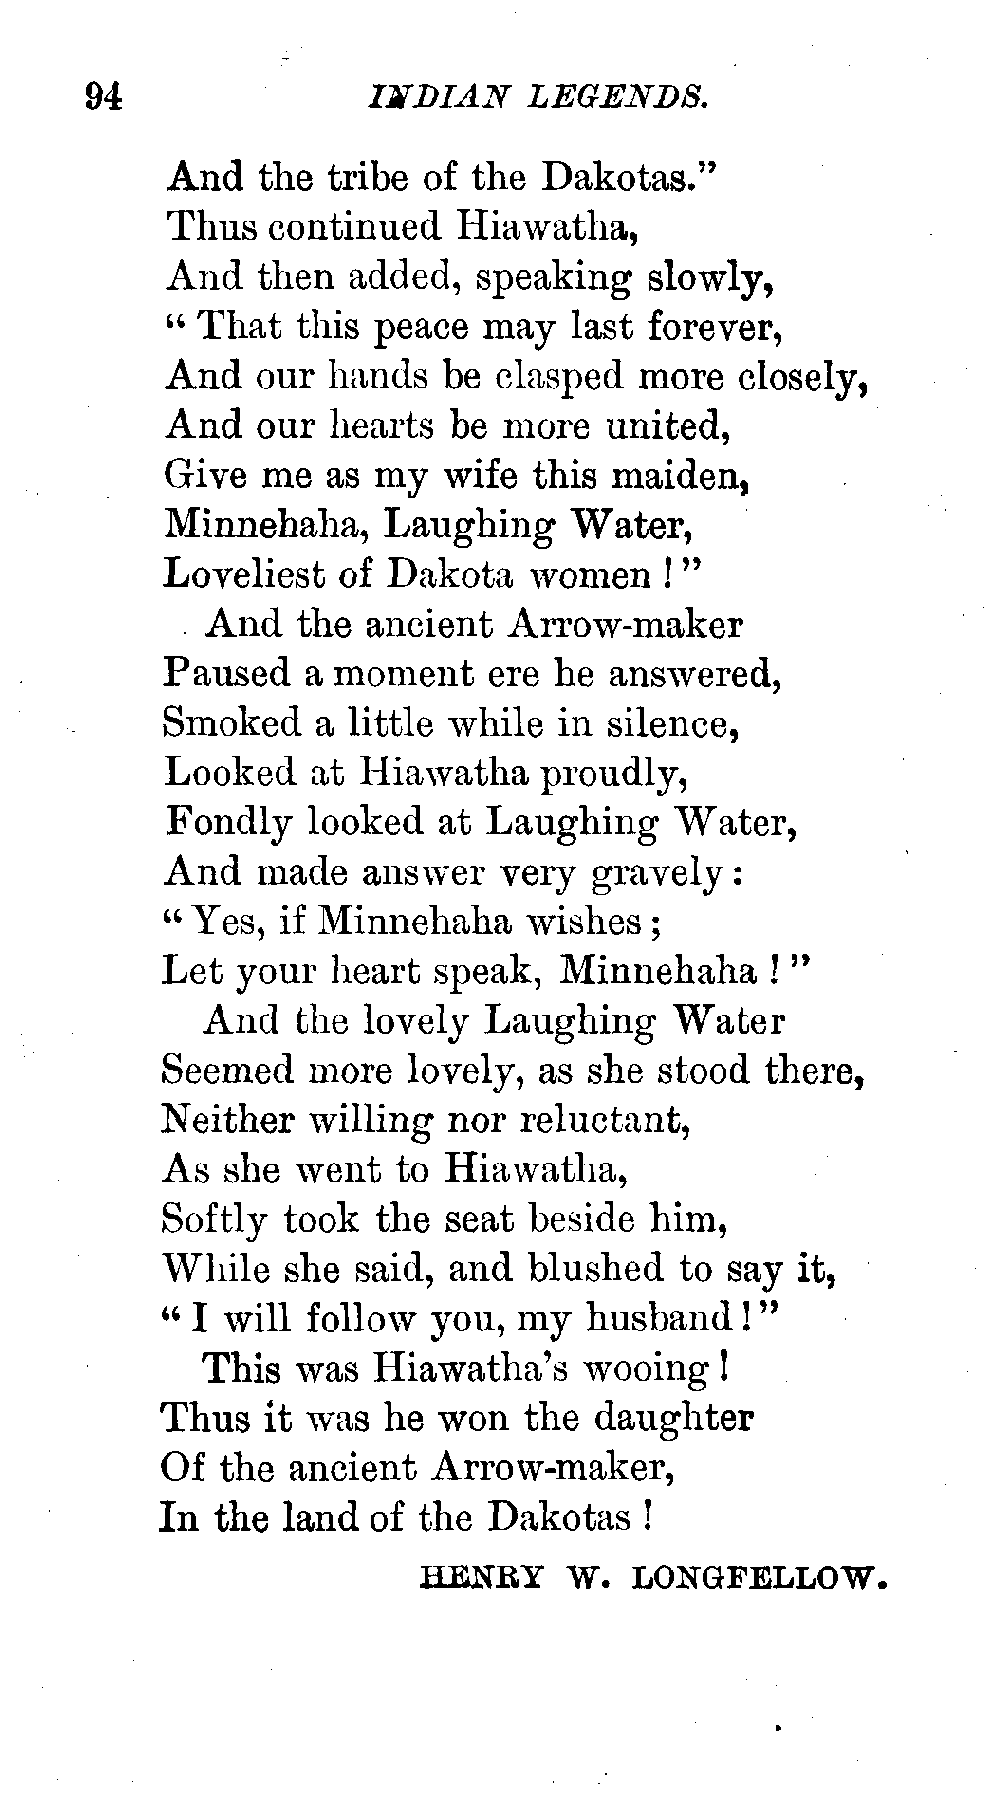 94 INDIAN LEGENDS.
And the tribe of the Dakotas."
Thus continued Hiawatha,
And then added, speaking slowly,
"That this peace may last forever,
And our hands be clasped more closely,
And our hearts be more united,
Give me as my wife this maiden,
Minnehaha, Laughing Water,
Loveliest of Dakota women!"
And the ancient Arrow-maker
Paused a moment ere he answered,
Smoked a little while in silence,
Looked at Hiawatha proudly,
Fondly looked at Laughing Water,
And made answer very gravely:
"Yes, if Minnehaha wishes;
Let your heart speak, Minnehaha!"
And the lovely Laughing Water
Seemed more lovely, as she stood there,
Neither willing nor reluctant,
As she went to Hiawatha,
Softly took the seat beside him,
While she said, and blushed to say it,
"I will follow you, my husband!"
This was Hiawatha's wooing!
Thus it was he won the daughter
Of the ancient Arrow-maker,
In the land of the Dakotas!
HENRY W. LONGFELLOW.